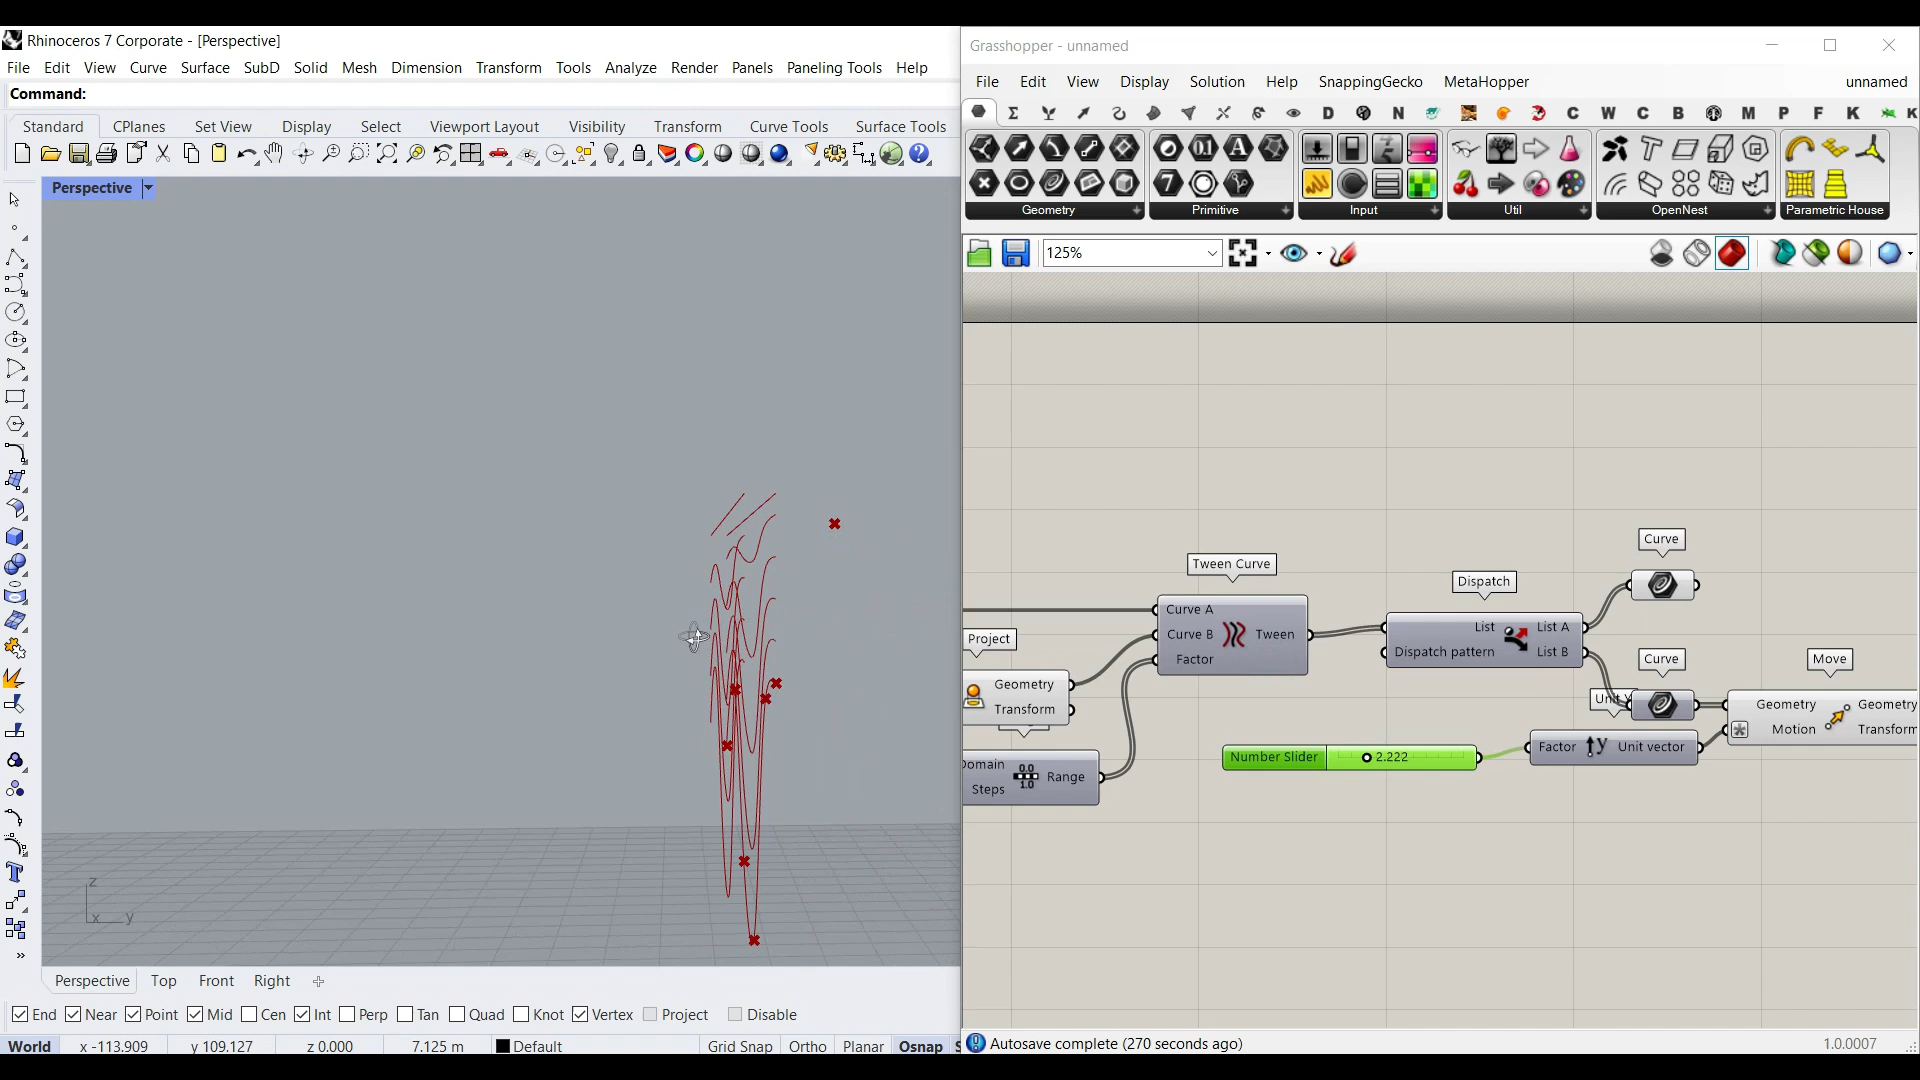 Rhinoceros 7 Corporate - [Perspective]
File Edit View Curve Surface SubD Solid Mesh Dimension Transform Tools Analyze Render Panels Paneling Tools Help
Command:
Standard CPlanes Set View Display Select Viewport Layout Visibility Transform Curve Tools Surface Tools
Perspective
z
x y
Perspective Top Front Right
End Near Point Mid Cen Int Perp Tan Quad Knot Vertex Project Disable
World x -113.909 y 109.127 z 0.000 7.125 m Default Grid Snap Ortho Planar Osnap S
Grasshopper - unnamed
File Edit View Display Solution Help SnappingGecko MetaHopper unnamed
D N C W C B M P F K K
Geometry Primitive Input Util OpenNest Parametric House
125%
Curve
Tween Curve
Dispatch
Curve A
Curve B Tween
Factor
List List A
Dispatch pattern List B
Project
Geometry
Transform
Curve
Move
Geometry Geometry
Motion Transform
Domain
Steps Range
Number Slider 2.222
Factor Unit vector
Autosave complete (270 seconds ago)
1.0.0007